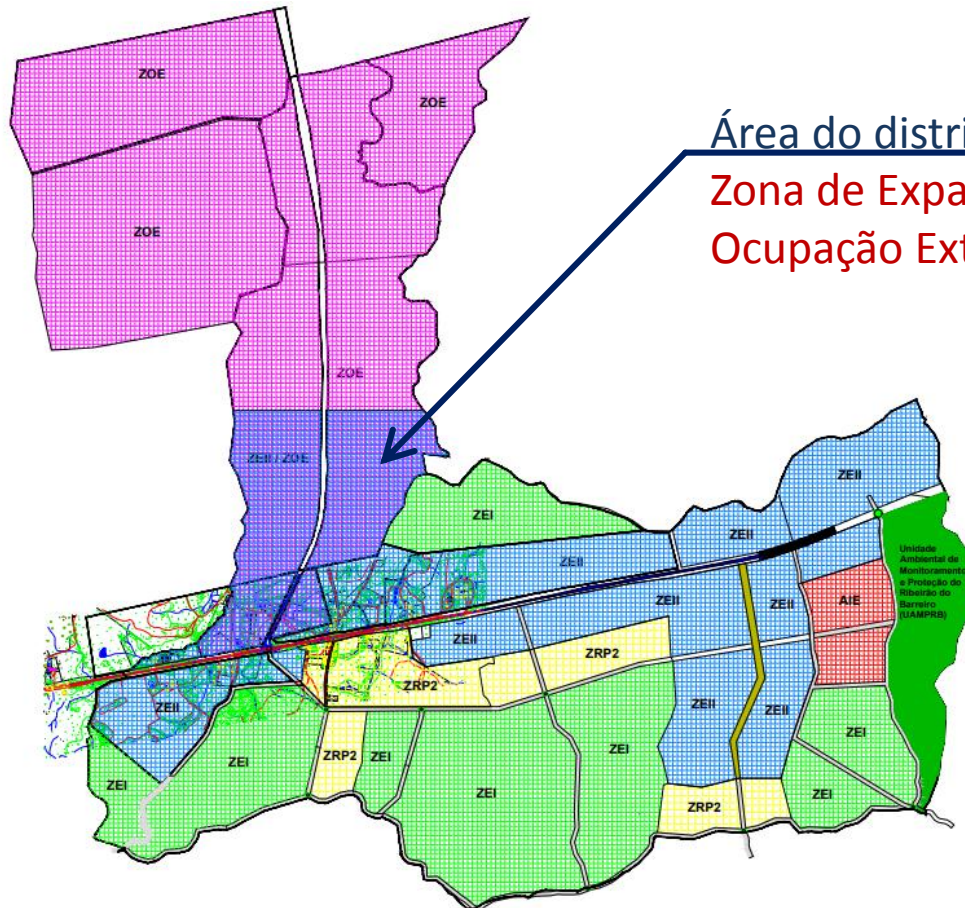 ZOE
ZOE
Área do distri
Zona de Expa
Ocupação Ext
ZOE
ZOE
ZEII / ZOE
ZEII
ZEI
ZEII
ZEII
Unidade
Ambiental de
Monitoramento
e Proteção do
Ribeirão do
Barreiro
(UAMPRB)
ZEII
ZEII
AIE
ZEII
ZRP2
ZRP2
ZEII
ZEII
ZEII
ZEI
ZEI
ZEI
ZRP2
ZEI
ZEI
ZEI
ZEI
ZRP2